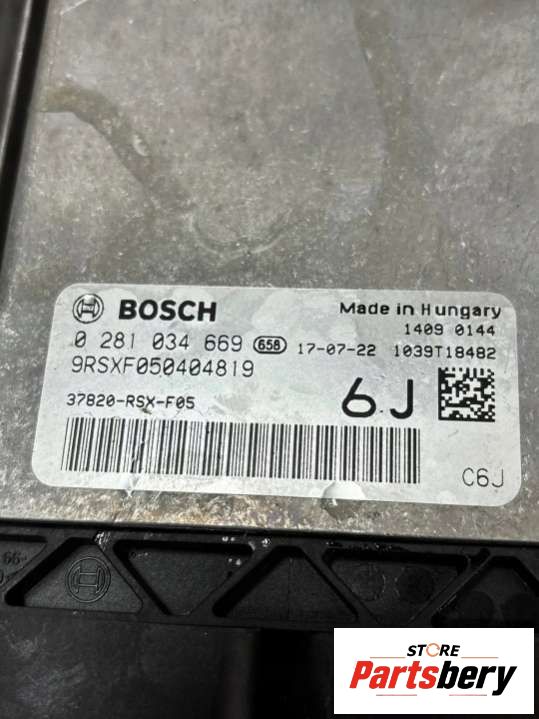 BOSCH
Made in Hungary
1409 0144
0 281 034 669 658 17-07-22 1039T18482
9RSXF050404819
37820-RSX-F05
6J
C6J
66-
STORE
Partsbery